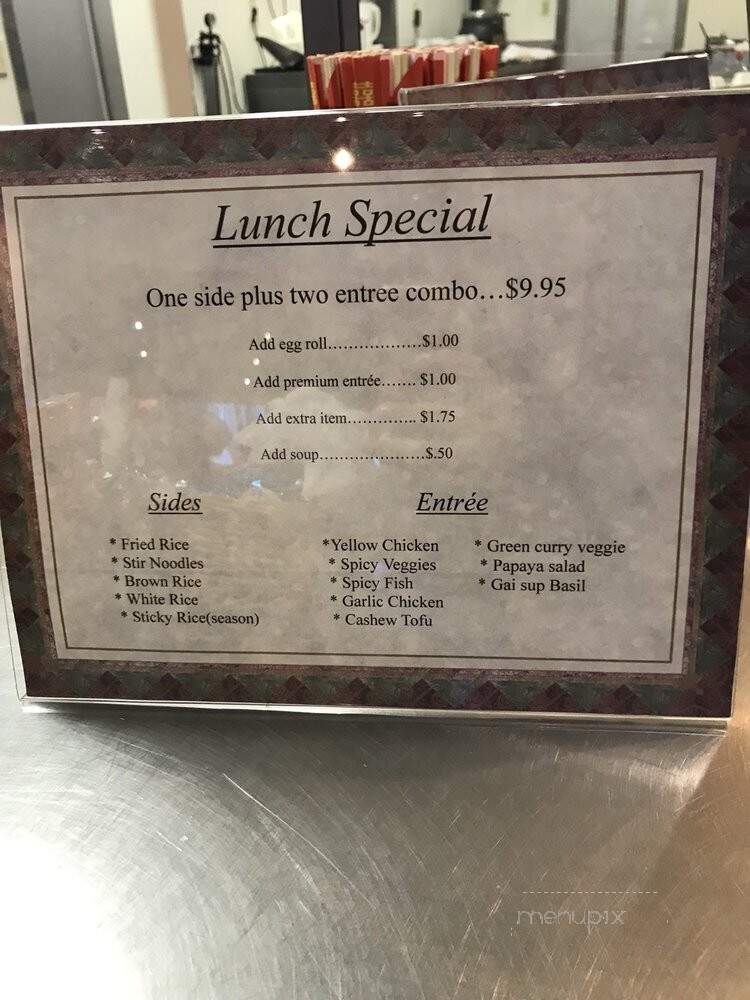 囍
Lunch Special
One side plus two entree combo...$9.95
Add egg roll..................$1.00
Add premium entrée....... $1.00
Add extra item.............. $1.75
Add soup.....................$.50
Sides
* Fried Rice
* Stir Noodles
* Brown Rice
* White Rice
* Sticky Rice(season)
Entrée
*Yellow Chicken
* Spicy Veggies
* Spicy Fish
* Garlic Chicken
* Cashew Tofu
* Green curry veggie
* Papaya salad
* Gai sup Basil
menupix